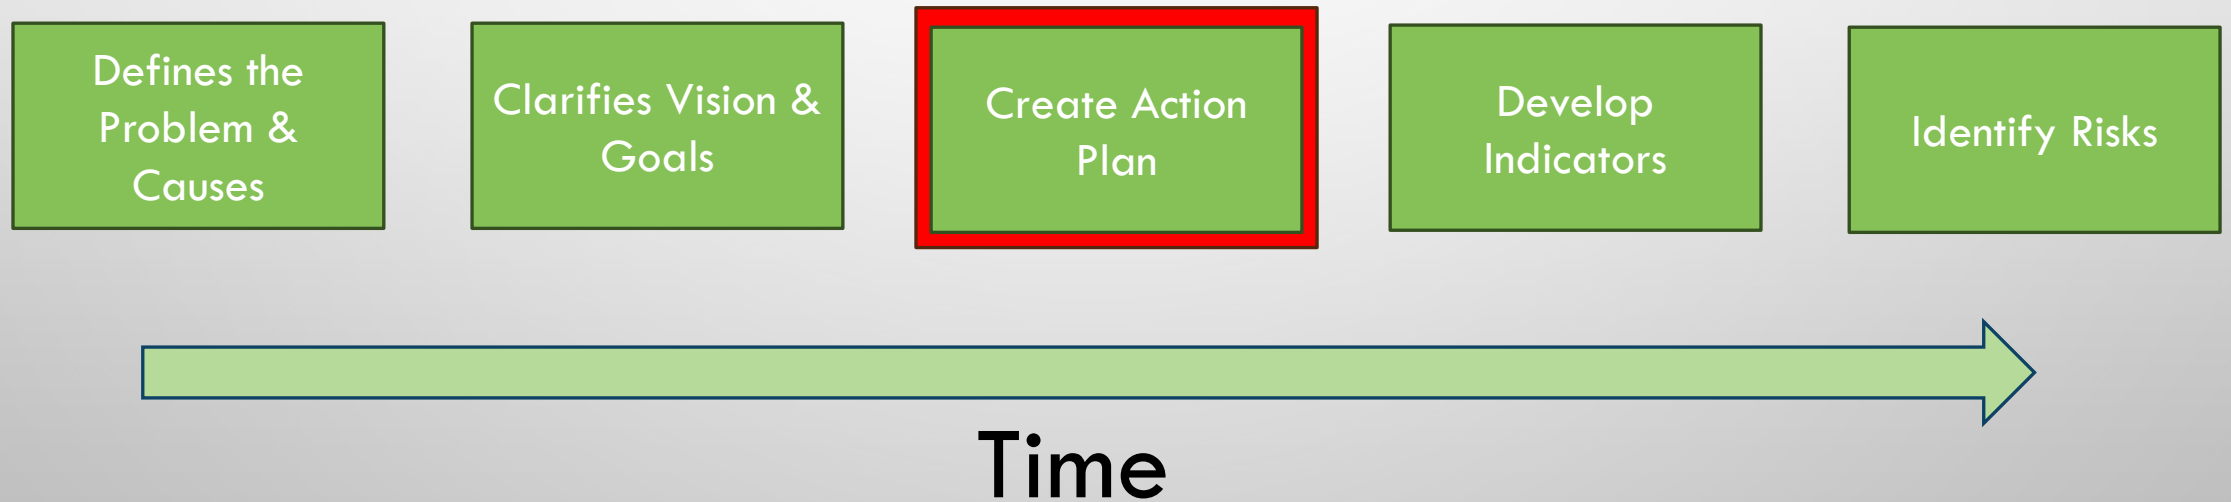 Defines the
Problem &
Causes
Clarifies Vision &
Goals
Create Action
Plan
Develop
Indicators
Identify Risks
Time